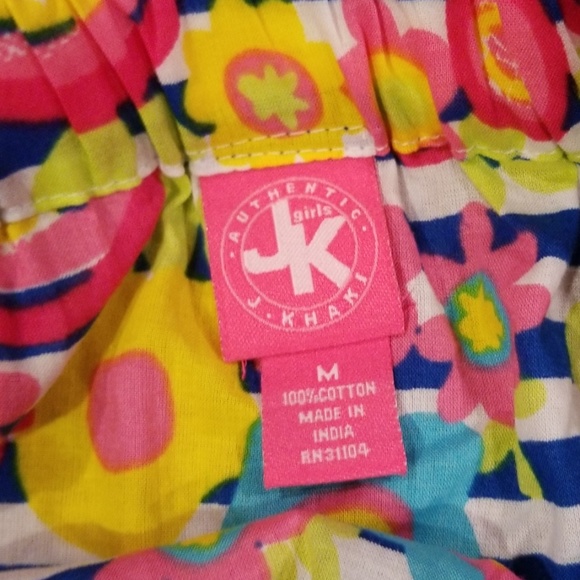 · AUTHENTIC ·
girls
JK
J · KHAKI
M
100%COTTON
MADE IN
INDIA
RN31104